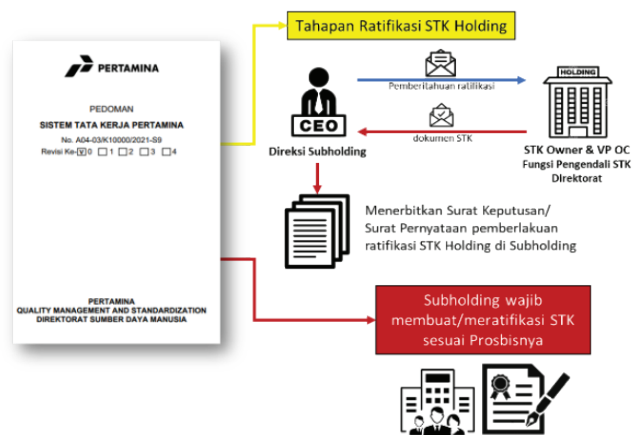 PERTAMINA
PEDOMAN
SISTEM TATA KERJA PERTAMINA
No. A04-03/K10000/2021-S9
Revisi Ke- V 0 1 2 3 4
PERTAMINA
QUALITY MANAGEMENT AND STANDARDIZATION
DIREKTORAT SUMBER DAYA MANUSIA
Tahapan Ratifikasi STK Holding
CEO
Direksi Subholding
Pemberitahuan ratifikasi
dokumen STK
HOLDING
STK Owner & VP OC
Fungsi Pengendali STK
Direktorat
Menerbitkan Surat Keputusan/
Surat Pernyataan pemberlakuan
ratifikasi STK Holding di Subholding
Subholding wajib
membuat/meratifikasi STK
sesuai Prosbisnya